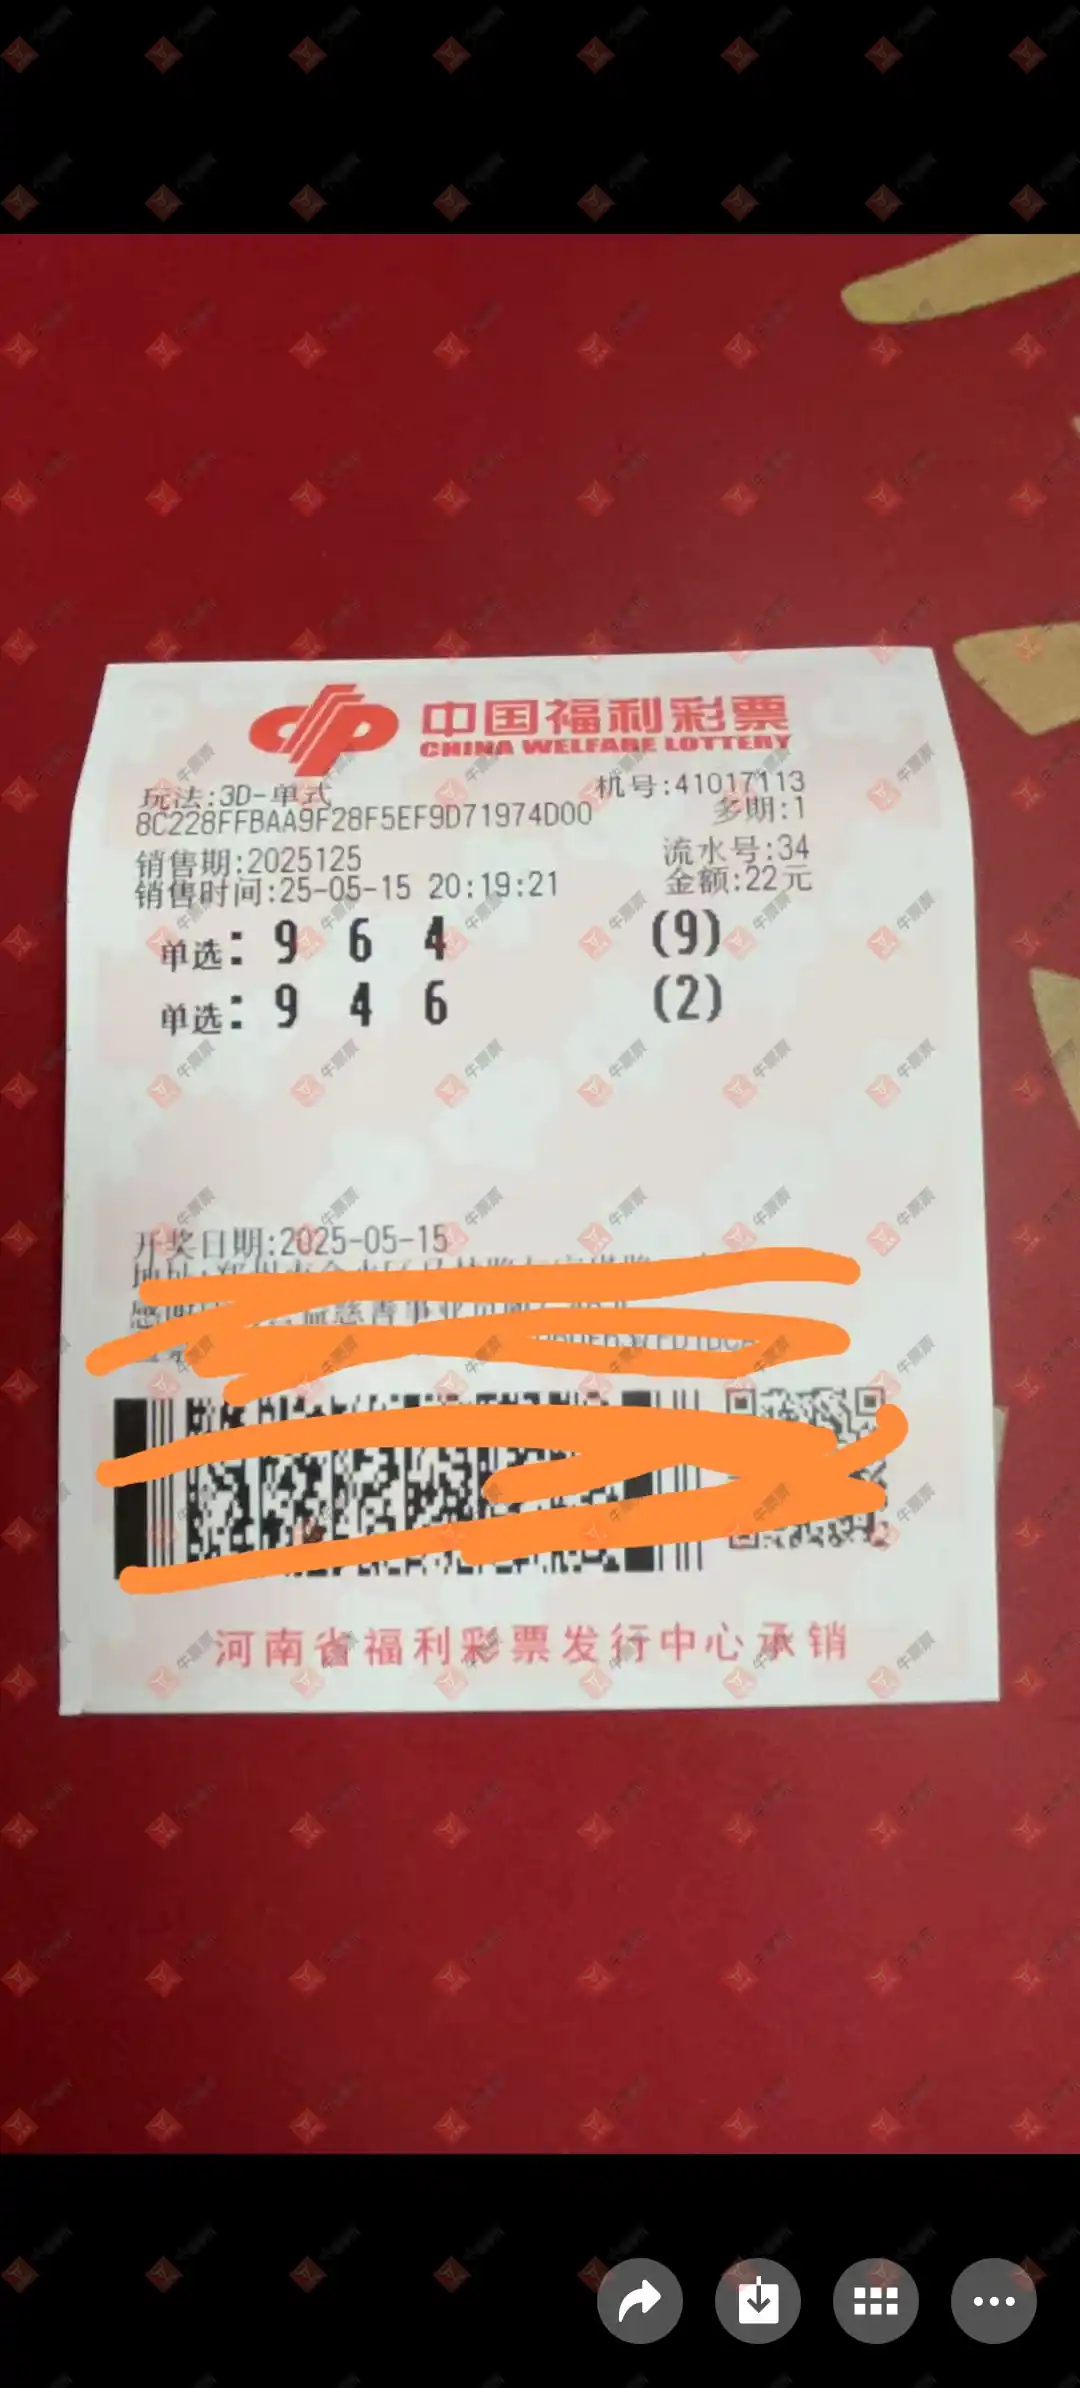 中国福利彩票
CHINA WELFARE LOTTERY
玩法:3D-单式 机号:41017113
8C228FFBAA9F28F5EF9D71974D00 多期:1
销售期:2025125 流水号:34
销售时间:25-05-15 20:19:21 金额:22元
单选: 9 6 4 (9)
单选: 9 4 6 (2)
开奖日期:2025-05-15
河南省福利彩票发行中心承销
牛票票